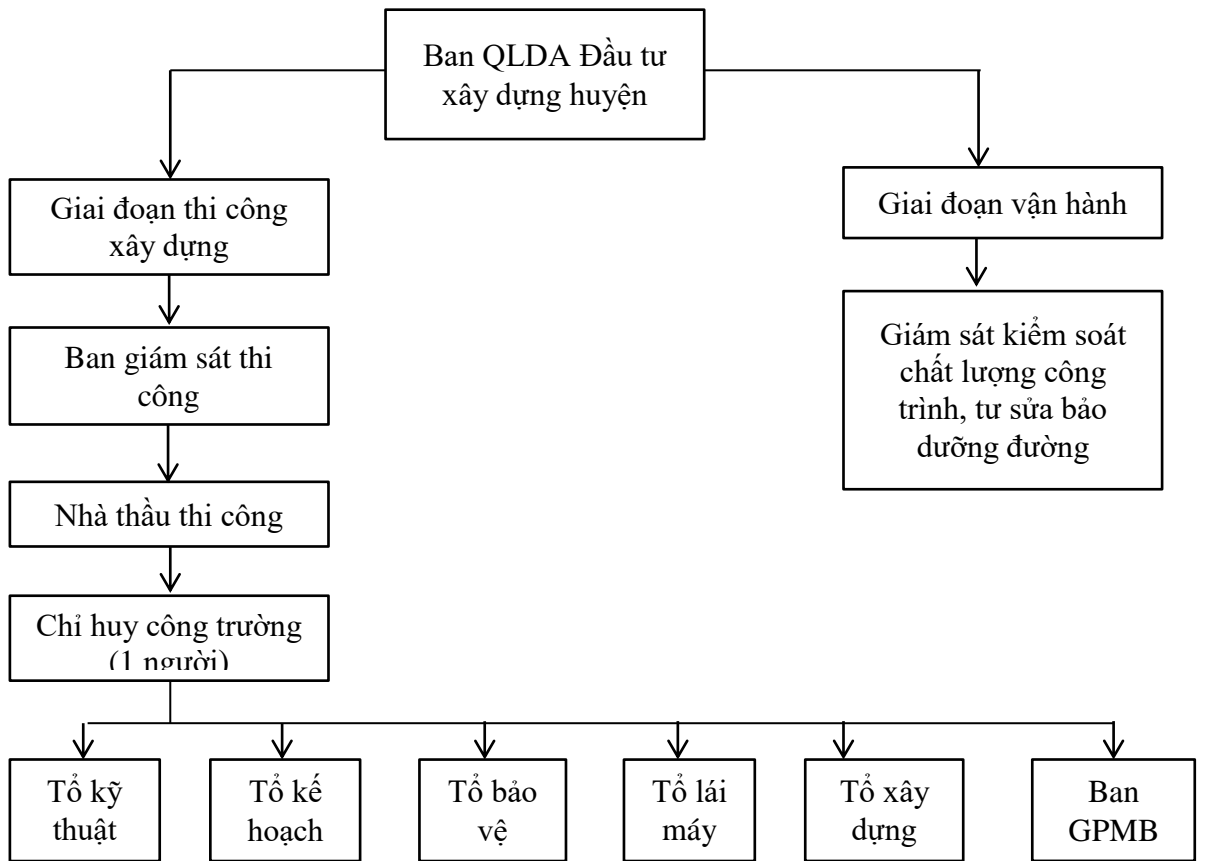 Ban QLDA Đầu tư
xây dựng huyện
Giai đoạn thi công
xây dựng
Giai đoạn vận hành
Ban giám sát thi
công
Giám sát kiểm soát
chất lượng công
trình, tư sửa bảo
dưỡng đường
Nhà thầu thi công
Chỉ huy công trường
(1 người)
Tổ kỹ
thuật
Tổ kế
hoạch
Tổ bảo
vệ
Tổ lái
máy
Tổ xây
dựng
Ban
GPMB